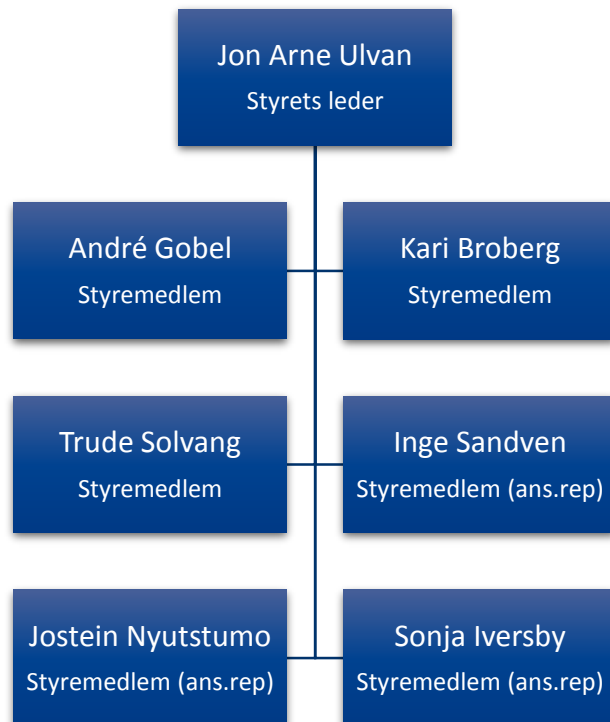 Jon Arne Ulvan
Styrets leder
André Gobel
Styremedlem
Kari Broberg
Styremedlem
Trude Solvang
Styremedlem
Inge Sandven
Styremedlem (ans.rep)
Jostein Nyutstumo
Styremedlem (ans.rep)
Sonja Iversby
Styremedlem (ans.rep)